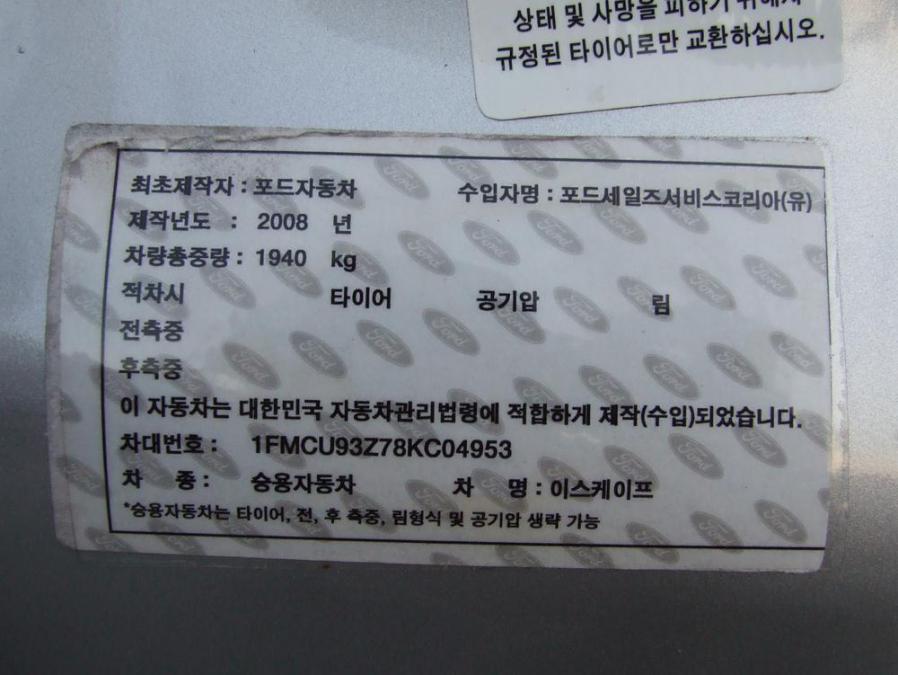 상태 및 사망을 피하기 위해서
규정된 타이어로만 교환하십시오.
최초제작자 : 포드자동차 수입자명 : 포드세일즈서비스코리아(유)
제작년도 : 2008 년
차량총중량 : 1940 kg
적차시 타이어 공기압 림
전축중
후축중
이 자동차는 대한민국 자동차관리법령에 적합하게 제작(수입)되었습니다.
차대번호 : 1FMCU93Z78KC04953
차 종 : 승용자동차 차 명 : 이스케이프
*승용자동차는 타이어, 전, 후 축중, 림형식 및 공기압 생략 가능